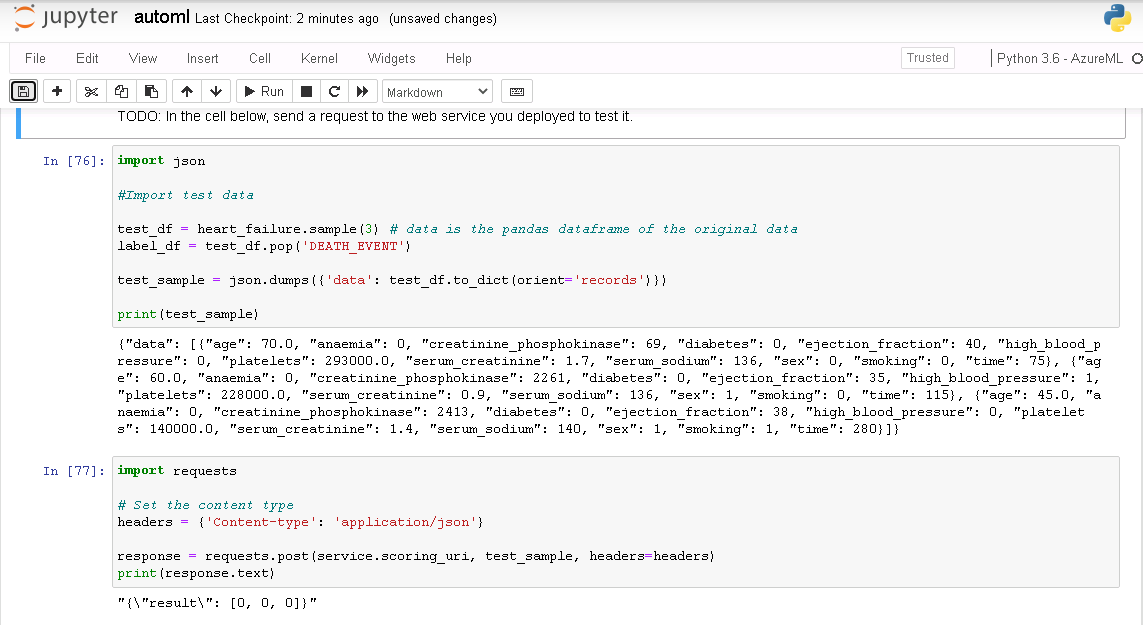 jupyter automl Last Checkpoint: 2 minutes ago (unsaved changes)
File Edit View Insert Cell Kernel Widgets Help Trusted Python 3.6 - AzureML
Run Markdown
TODO: In the cell below, send a request to the web service you deployed to test it.
In [76]: import json
#Import test data
test_df = heart_failure.sample(3) # data is the pandas dataframe of the original data
label_df = test_df.pop('DEATH_EVENT')
test_sample = json.dumps({'data': test_df.to_dict(orient='records')})
print(test_sample)
{"data": [{"age": 70.0, "anaemia": 0, "creatinine_phosphokinase": 69, "diabetes": 0, "ejection_fraction": 40, "high_blood_p
ressure": 0, "platelets": 293000.0, "serum_creatinine": 1.7, "serum_sodium": 136, "sex": 0, "smoking": 0, "time": 75}, {"ag
e": 60.0, "anaemia": 0, "creatinine_phosphokinase": 2261, "diabetes": 0, "ejection_fraction": 35, "high_blood_pressure": 1,
"platelets": 228000.0, "serum_creatinine": 0.9, "serum_sodium": 136, "sex": 1, "smoking": 0, "time": 115}, {"age": 45.0, "a
naemia": 0, "creatinine_phosphokinase": 2413, "diabetes": 0, "ejection_fraction": 38, "high_blood_pressure": 0, "platelet
s": 140000.0, "serum_creatinine": 1.4, "serum_sodium": 140, "sex": 1, "smoking": 1, "time": 280}]}
In [77]: import requests
# Set the content type
headers = {'Content-type': 'application/json'}
response = requests.post(service.scoring_uri, test_sample, headers=headers)
print(response.text)
"{\"result\": [0, 0, 0]}"